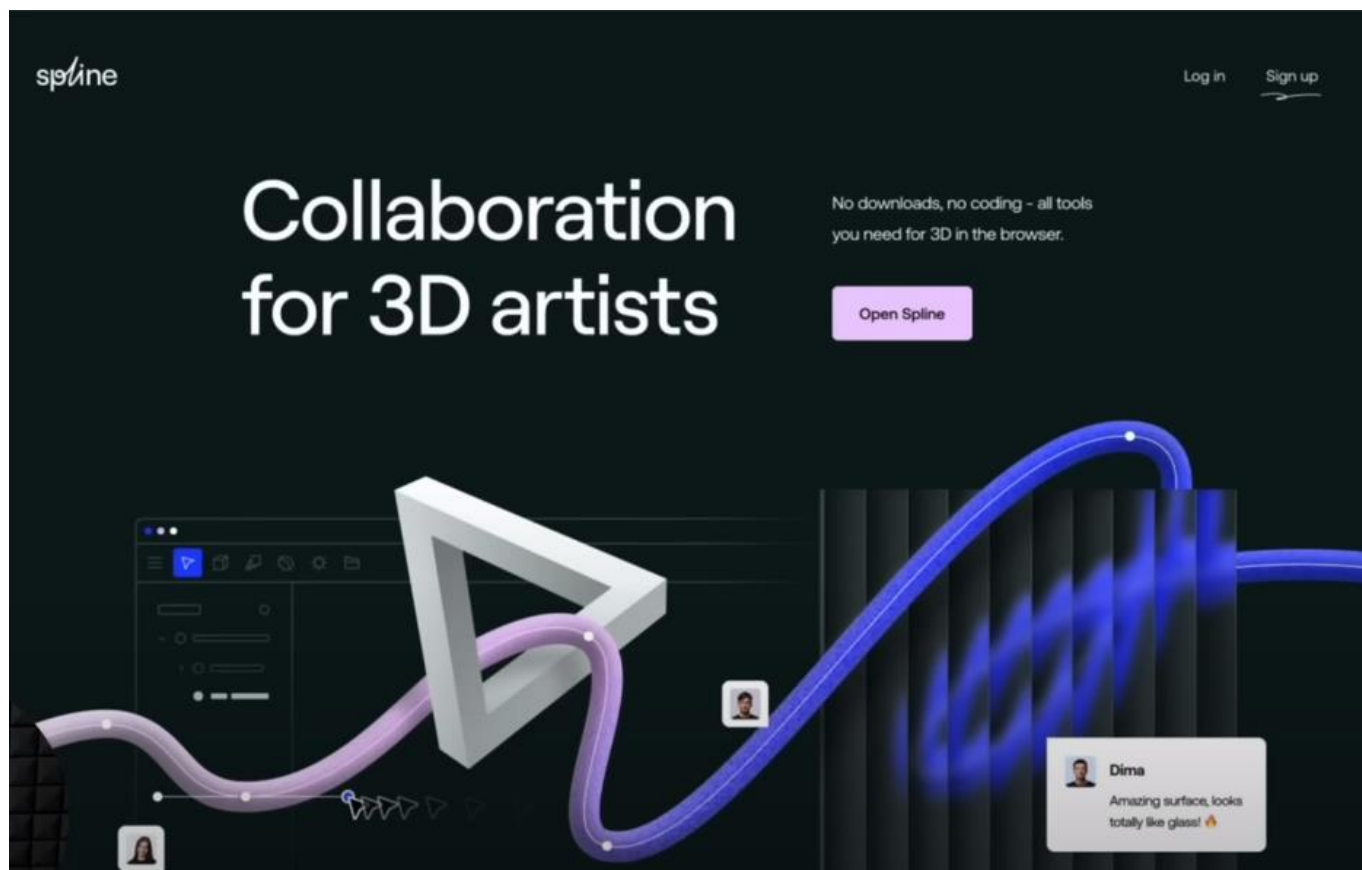 spline
Log in
Sign up
Collaboration
for 3D artists
No downloads, no coding - all tools
you need for 3D in the browser.
Open Spline
Dima
Amazing surface, looks
totally like glass! 🔥